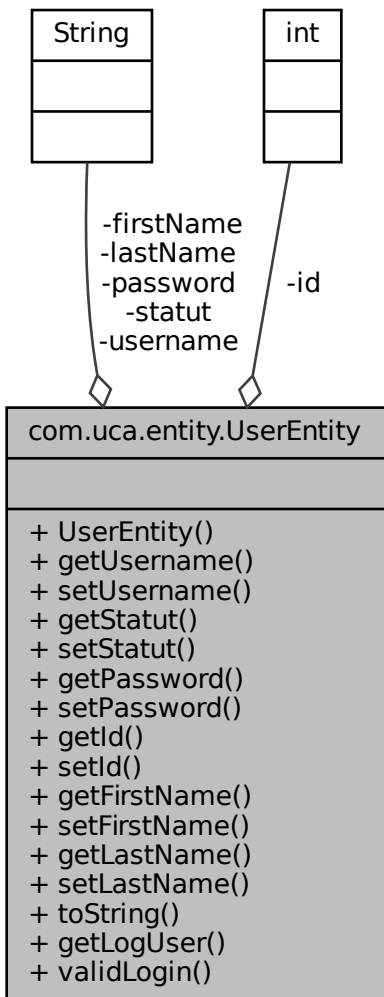 String
int
-firstName
-lastName
-password
-statut
-username
-id
com.uca.entity.UserEntity
+ UserEntity()
+ getUsername()
+ setUsername()
+ getStatut()
+ setStatut()
+ getPassword()
+ setPassword()
+ getId()
+ setId()
+ getFirstName()
+ setFirstName()
+ getLastName()
+ setLastName()
+ toString()
+ getLogUser()
+ validLogin()